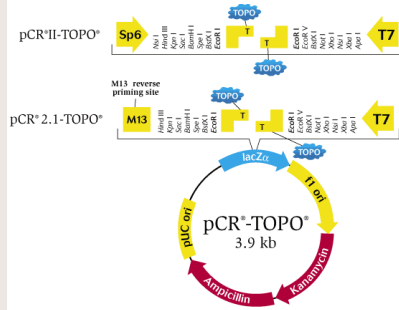 pCR®II-TOPO®
Sp6
Nsi I
Hind III
Kpn I
Sac I
BamH I
Spe I
BstX I
EcoR I
TOPO
T
T
TOPO
EcoR I
EcoR V
BstX I
Not I
Xho I
Nsi I
Xba I
Apa I
T7
M13 reverse
priming site
pCR®2.1-TOPO®
M13
Hind III
Kpn I
Sac I
BamH I
Spe I
BstX I
EcoR I
TOPO
T
T
TOPO
EcoR I
EcoR V
BstX I
Not I
Xho I
Nsi I
Xba I
Apa I
T7
lacZα
f1 ori
Kanamycin
Ampicillin
pUC ori
pCR®-TOPO®
3.9 kb